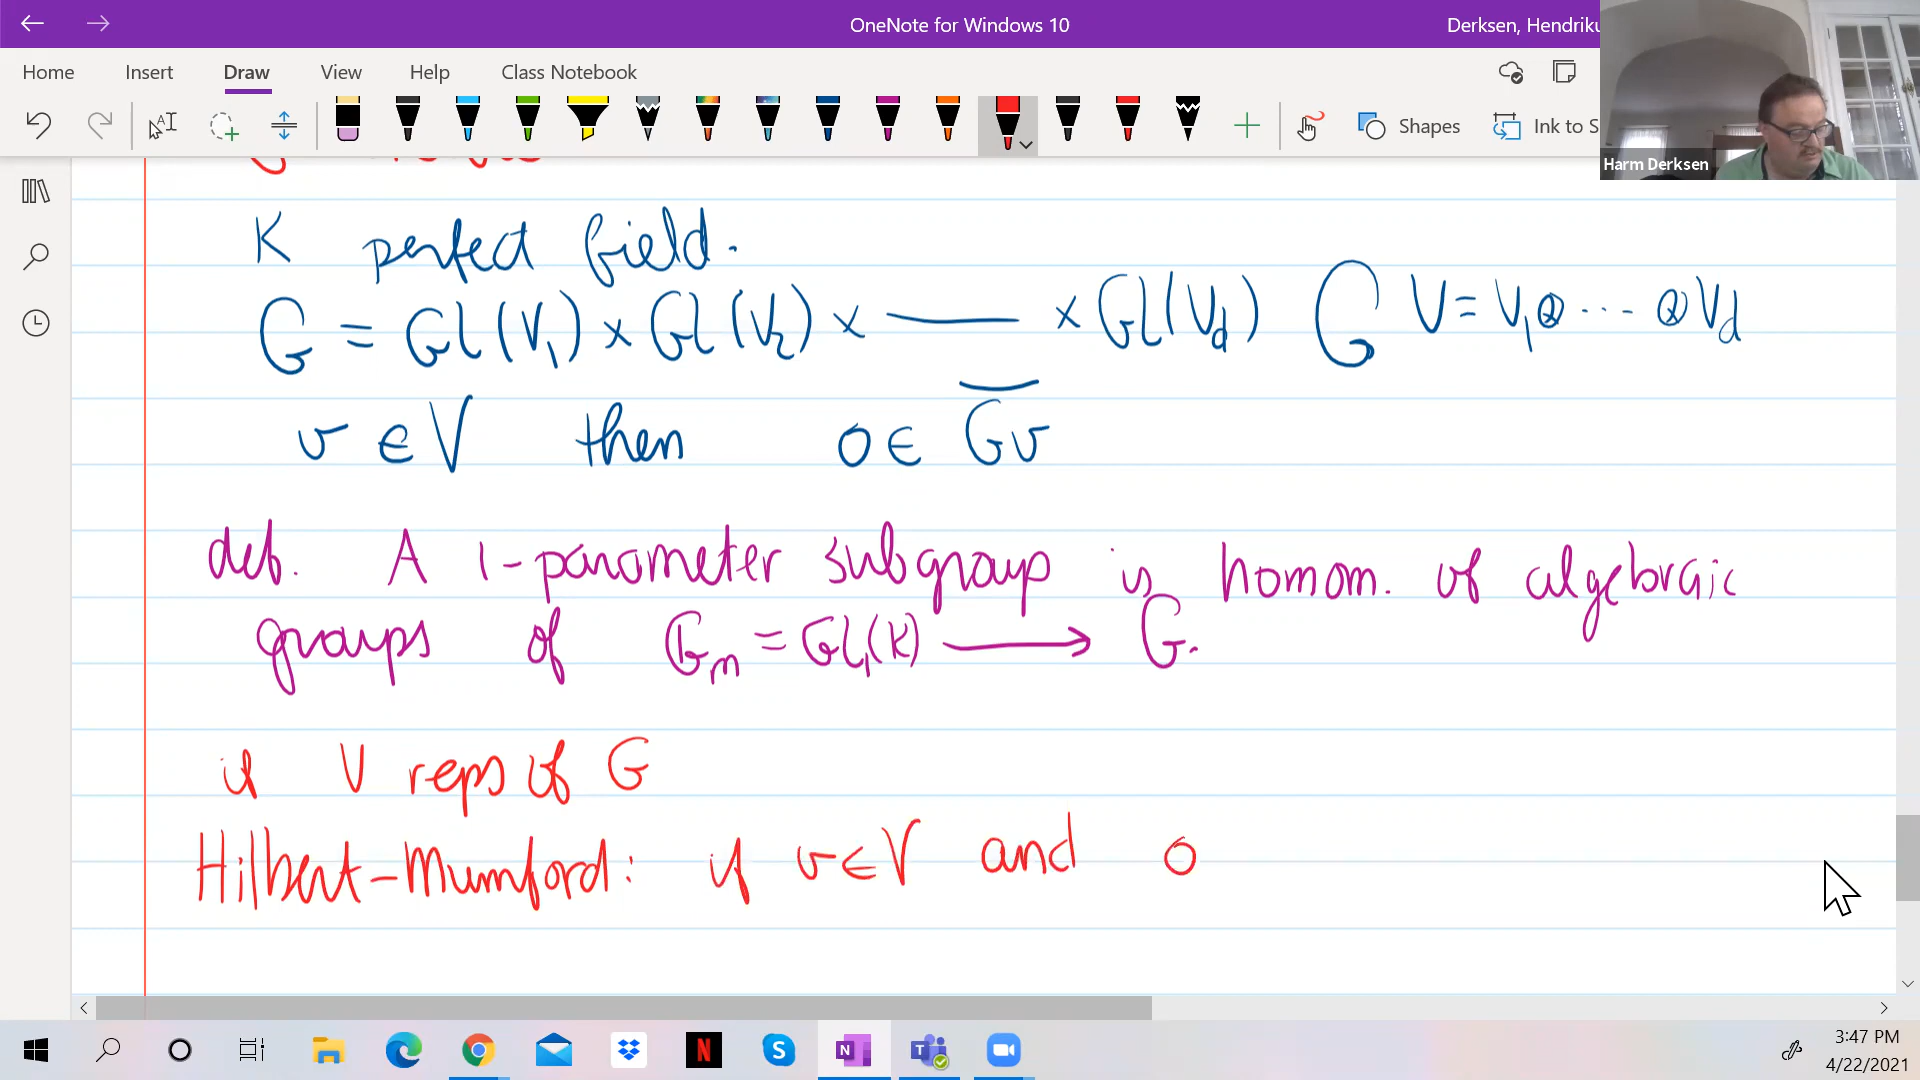 OneNote for Windows 10
Derksen, Hendriku
Home Insert Draw View Help Class Notebook
Shapes
Ink to S
Harm Derksen
K perfect field.
G = GL(V₁) × GL(V₂) × —— × GL(V_d) G V = V₁ ⊗ ... ⊗ V_d
v ∈ V then 0 ∈ \overline{Gv}
def. A 1-parameter subgroup is homom. of algebraic
groups of G_m = GL₁(K) ⟶ G.
if V reps of G
Hilbert-Mumford: if v ∈ V and 0
3:47 PM
4/22/2021